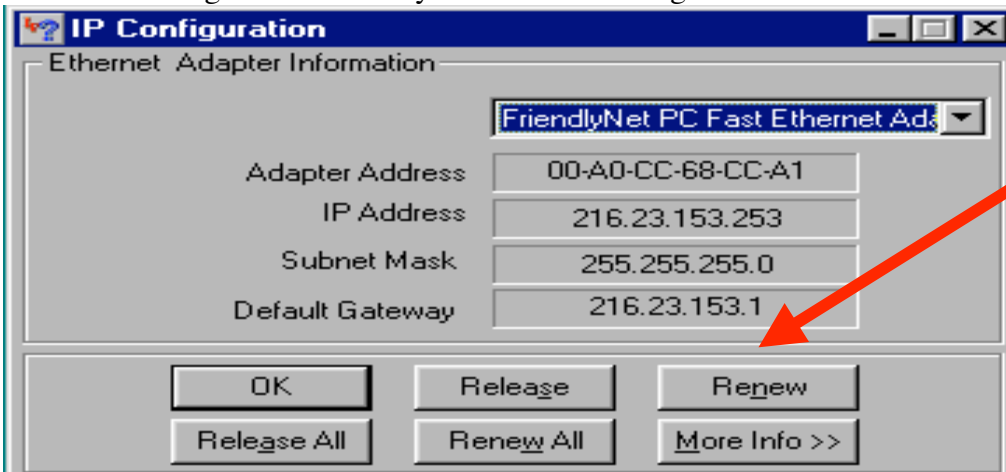 IP Configuration
Ethernet Adapter Information
FriendlyNet PC Fast Ethernet Ada
Adapter Address 00-A0-CC-68-CC-A1
IP Address 216.23.153.253
Subnet Mask 255.255.255.0
Default Gateway 216.23.153.1
OK Release Renew
Release All Renew All More Info >>